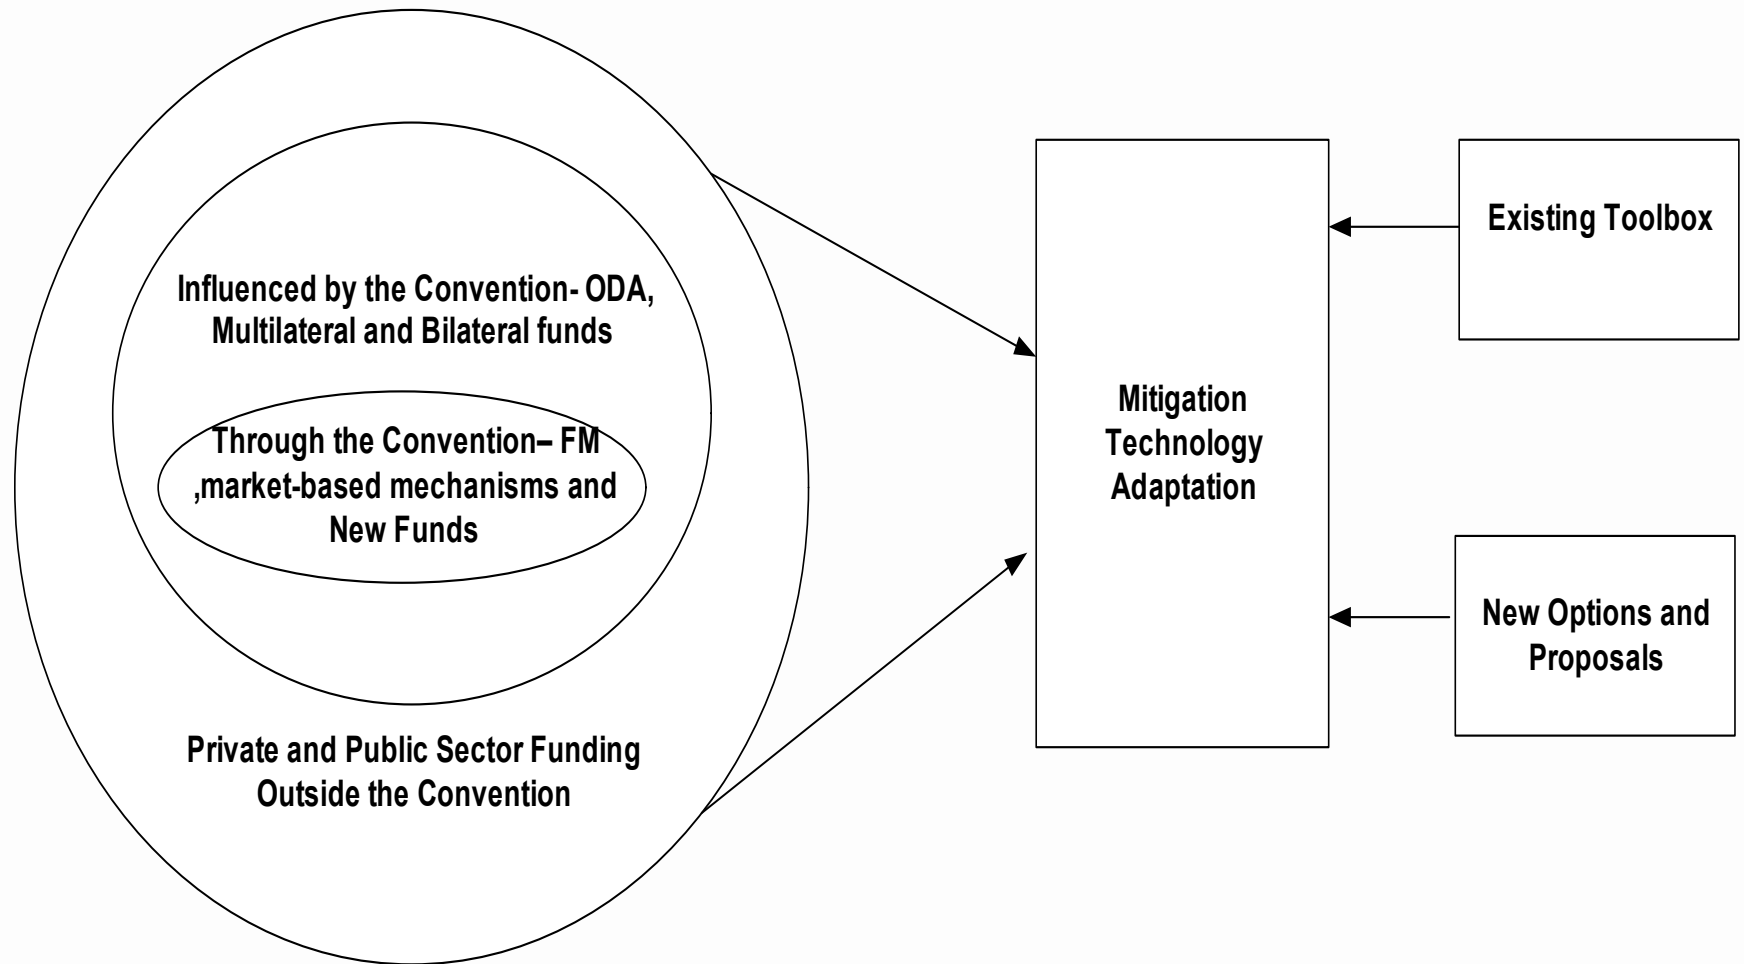 Influenced by the Convention- ODA,
Multilateral and Bilateral funds
Through the Convention– FM
,market-based mechanisms and
New Funds
Private and Public Sector Funding
Outside the Convention
Mitigation
Technology
Adaptation
Existing Toolbox
New Options and
Proposals